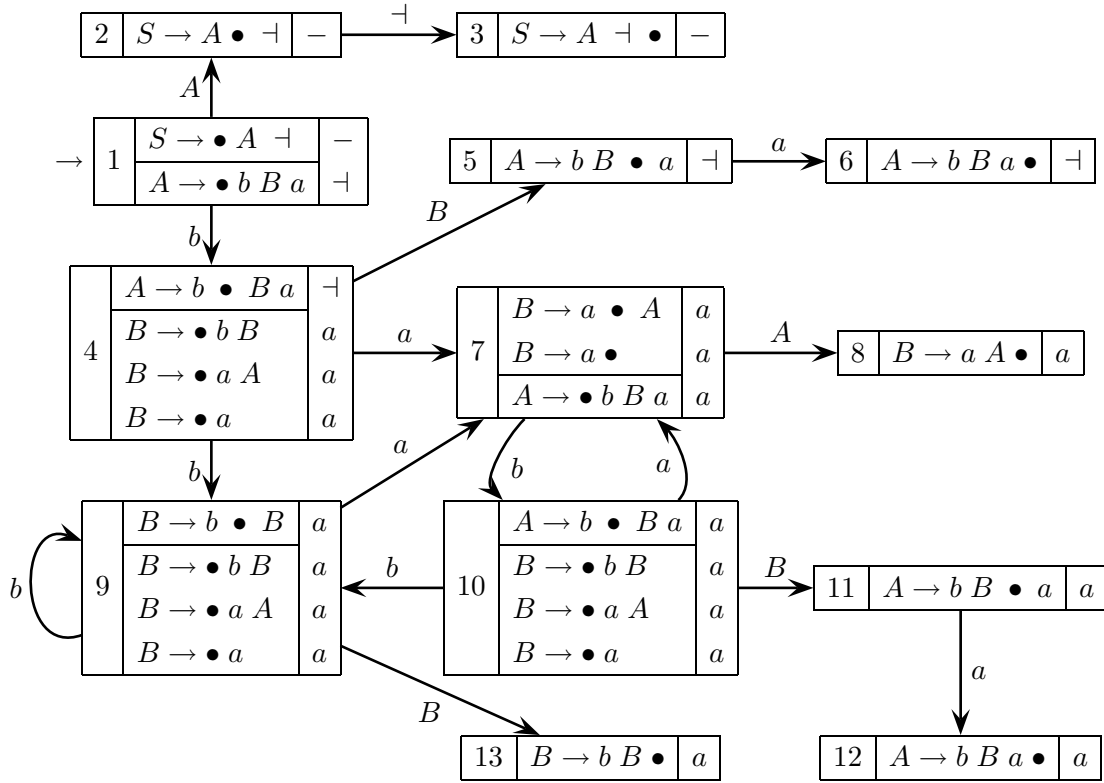 2 S → A • ⊣ −
⊣
3 S → A ⊣ • −
A
→ 1 S → • A ⊣ −
A → • b B a ⊣
5 A → b B • a ⊣
a
6 A → b B a • ⊣
b
B
4 A → b • B a ⊣
B → • b B a
B → • a A a
B → • a a
a
7 B → a • A a
B → a • a
A → • b B a a
A
8 B → a A • a
b
a
b
a
b
9 B → b • B a
B → • b B a
B → • a A a
B → • a a
b
10 A → b • B a a
B → • b B a
B → • a A a
B → • a a
B
11 A → b B • a a
B
a
13 B → b B • a
12 A → b B a • a